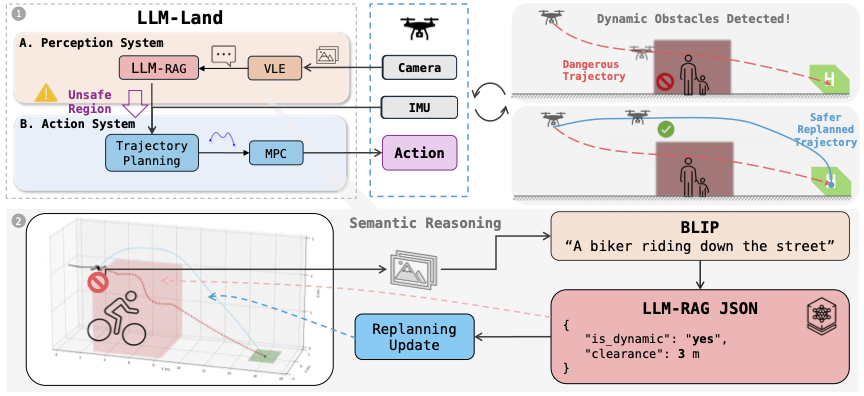 1
LLM-Land
A. Perception System
LLM-RAG
VLE
Unsafe
Region
B. Action System
Trajectory
Planning
MPC
Camera
IMU
Action
Dynamic Obstacles Detected!
Dangerous
Trajectory
H
Safer
Replanned
Trajectory
H
2
Semantic Reasoning
BLIP
“A biker riding down the street”
LLM-RAG JSON
{
"is_dynamic": "yes",
"clearance": 3 m
}
Replanning
Update